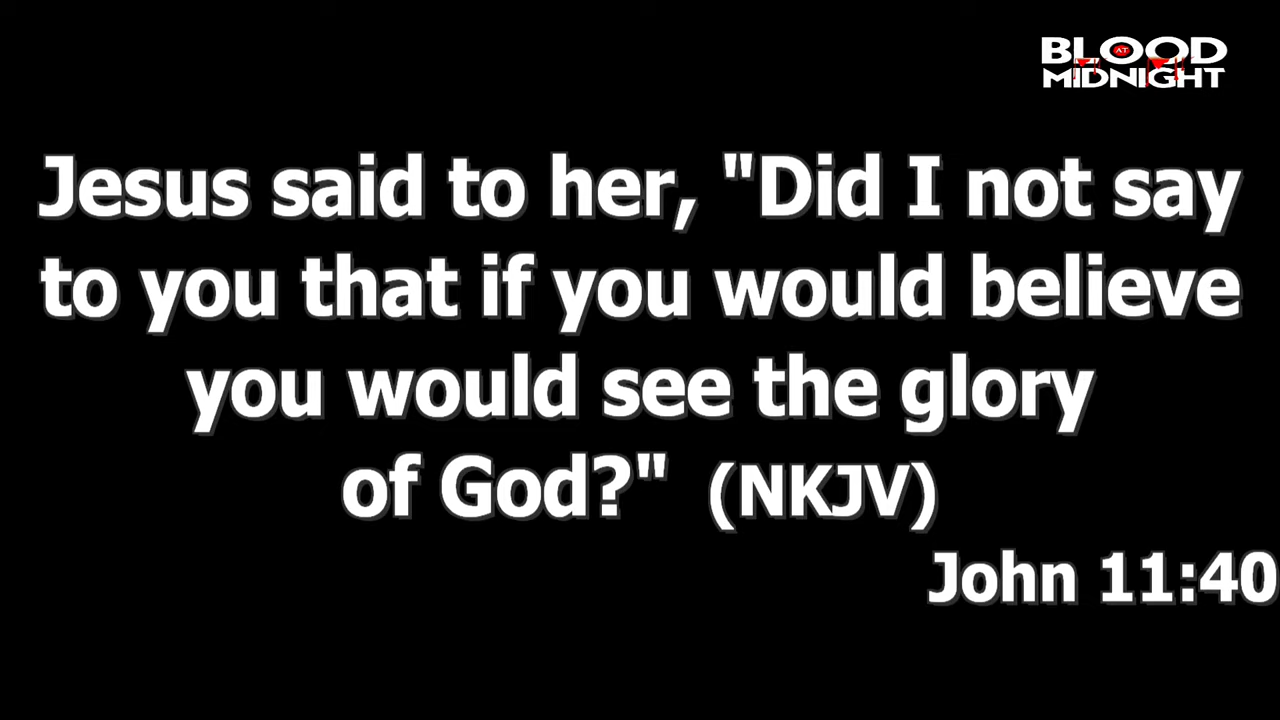 BLOOD
AT
MIDNIGHT
Jesus said to her, "Did I not say
to you that if you would believe
you would see the glory
of God?" (NKJV)
John 11:40